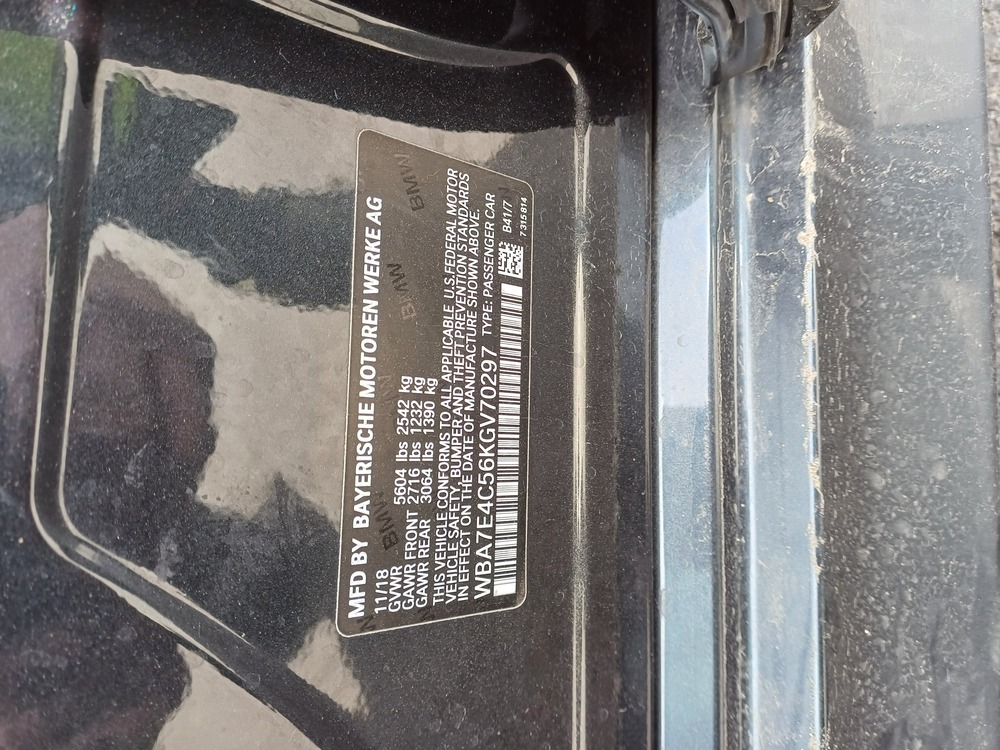 MFD BY BAYERISCHE MOTOREN WERKE AG
11/18
GVWR 5604 lbs 2542 kg
GAWR FRONT 2716 lbs 1232 kg
GAWR REAR 3064 lbs 1390 kg
THIS VEHICLE CONFORMS TO ALL APPLICABLE U.S.FEDERAL MOTOR
VEHICLE SAFETY, BUMPER AND THEFT PREVENTION STANDARDS
IN EFFECT ON THE DATE OF MANUFACTURE SHOWN ABOVE.
WBA7E4C56KGV70297 TYPE: PASSENGER CAR
B41/7
7 315 814
BMW
BMW
BMW